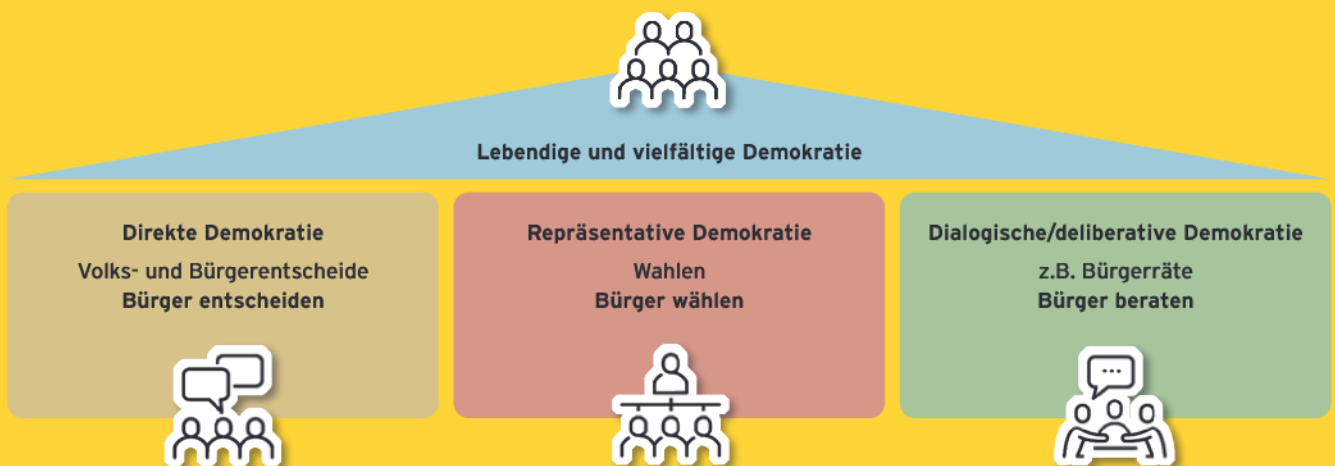 Lebendige und vielfältige Demokratie
Direkte Demokratie
Volks- und Bürgerentscheide
Bürger entscheiden
Repräsentative Demokratie
Wahlen
Bürger wählen
Dialogische/deliberative Demokratie
z.B. Bürgerräte
Bürger beraten